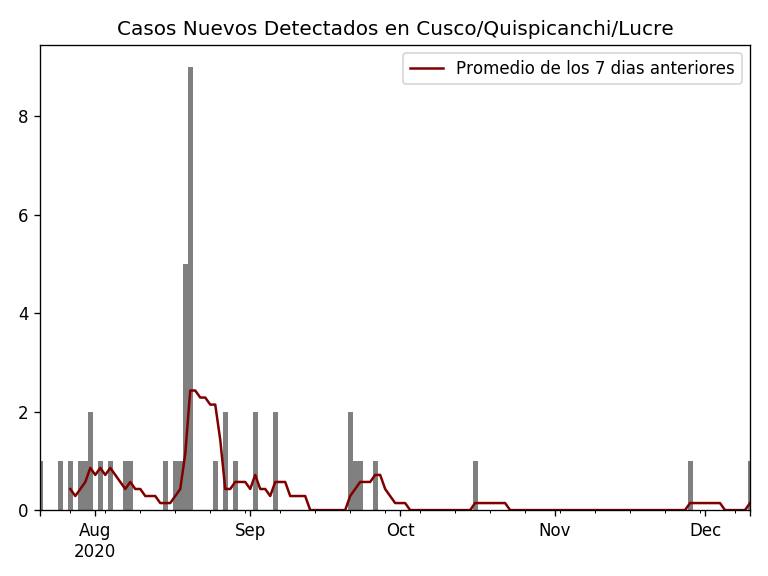 Casos Nuevos Detectados en Cusco/Quispicanchi/Lucre
Promedio de los 7 dias anteriores
8
6
4
2
0
Aug Sep Oct Nov Dec
2020